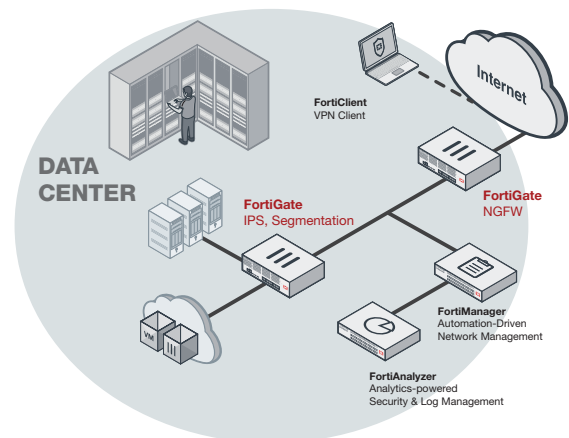 Internet
FortiClient
VPN Client
DATA
CENTER
FortiGate
NGFW
FortiGate
IPS, Segmentation
FortiManager
Automation-Driven
Network Management
VM
FortiAnalyzer
Analytics-powered
Security & Log Management